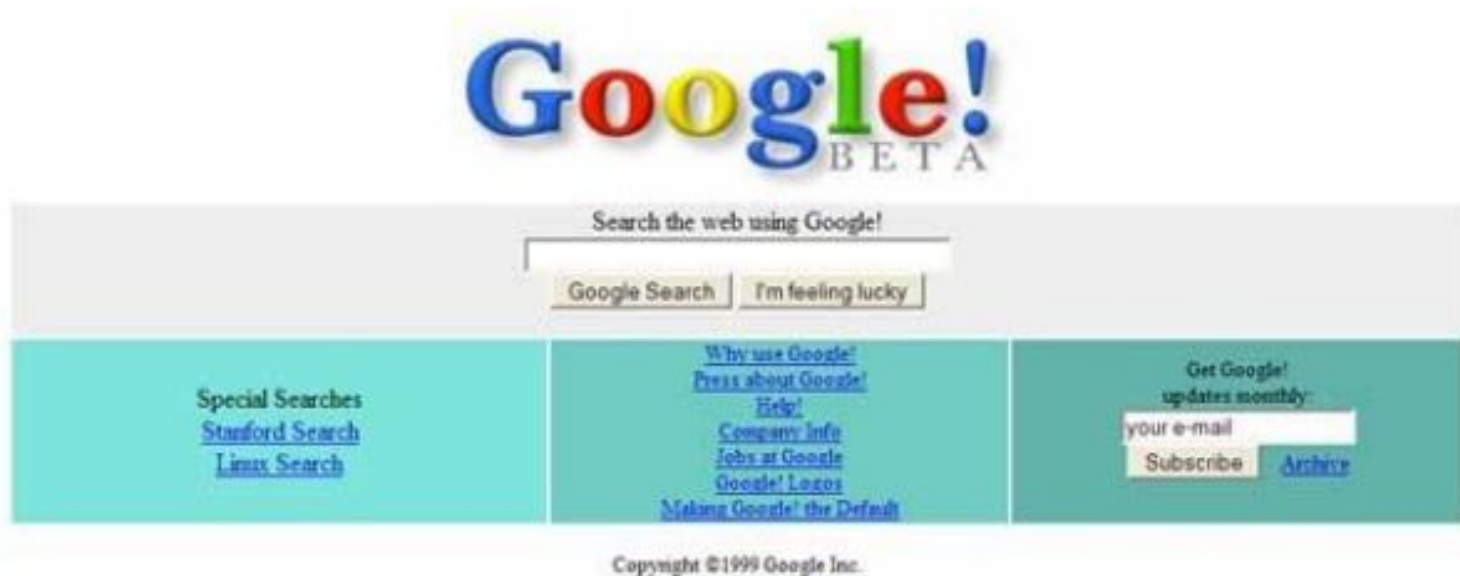 Google!
BETA
Search the web using Google!
Google Search I'm feeling lucky
Special Searches
Stanford Search
Linux Search
Why use Google!
Press about Google!
Help!
Company Info
Jobs at Google
Google! Logos
Making Google! the Default
Get Google!
updates monthly:
your e-mail
Subscribe Archive
Copyright ©1999 Google Inc.